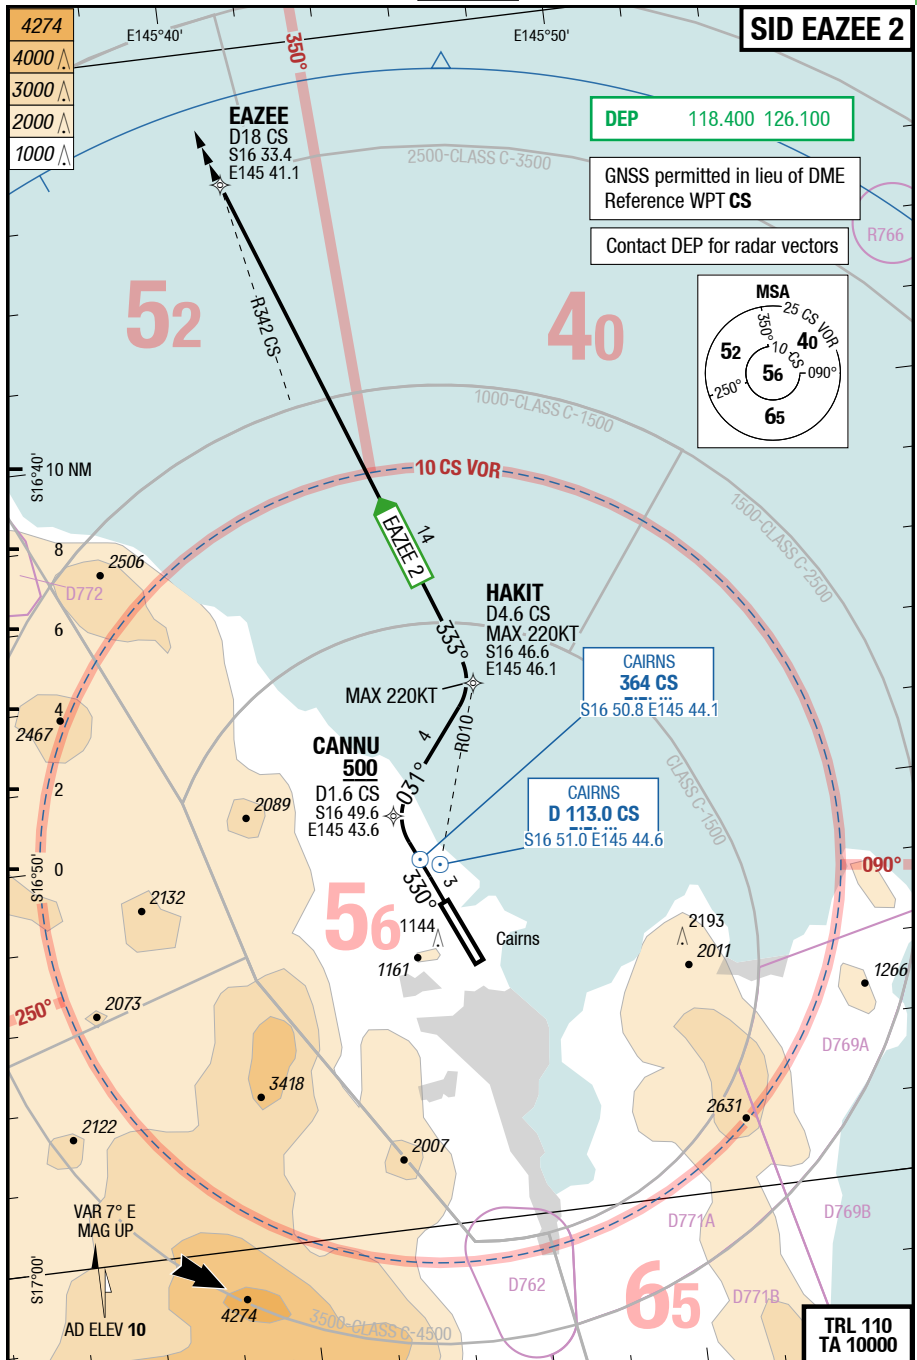 4274
4000
3000
2000
1000
E145°40'
E145°50'
SID EAZEE 2
350°
EAZEE
D18 CS
S16 33.4
E145 41.1
DEP 118.400 126.100
2500-CLASS C-3500
GNSS permitted in lieu of DME
Reference WPT CS
R766
Contact DEP for radar vectors
MSA
25 CS VOR
350°
52
40
10 CS
56
090°
250°
65
52
R342 CS
40
1000-CLASS C-1500
S16°40'
10 NM
10 CS VOR
1500-CLASS C-2500
EAZEE 2
14
8
2506
D772
HAKIT
D4.6 CS
MAX 220KT
S16 46.6
E145 46.1
6
333°
CAIRNS
364 CS
S16 50.8 E145 44.1
MAX 220KT
4
2467
R010
4
CANNU
500
D1.6 CS
S16 49.6
E145 43.6
031°
CLASS C-1500
2
2089
CAIRNS
D 113.0 CS
S16 51.0 E145 44.6
S16°50'
0
090°
330°
3
2132
56
1144
1161
Cairns
2193
2011
1266
250°
2073
D769A
3418
2631
2122
2007
VAR 7° E
MAG UP
D771A
D769B
S17°00'
D762
65
D771B
4274
AD ELEV 10
3500-CLASS C-4500
TRL 110
TA 10000